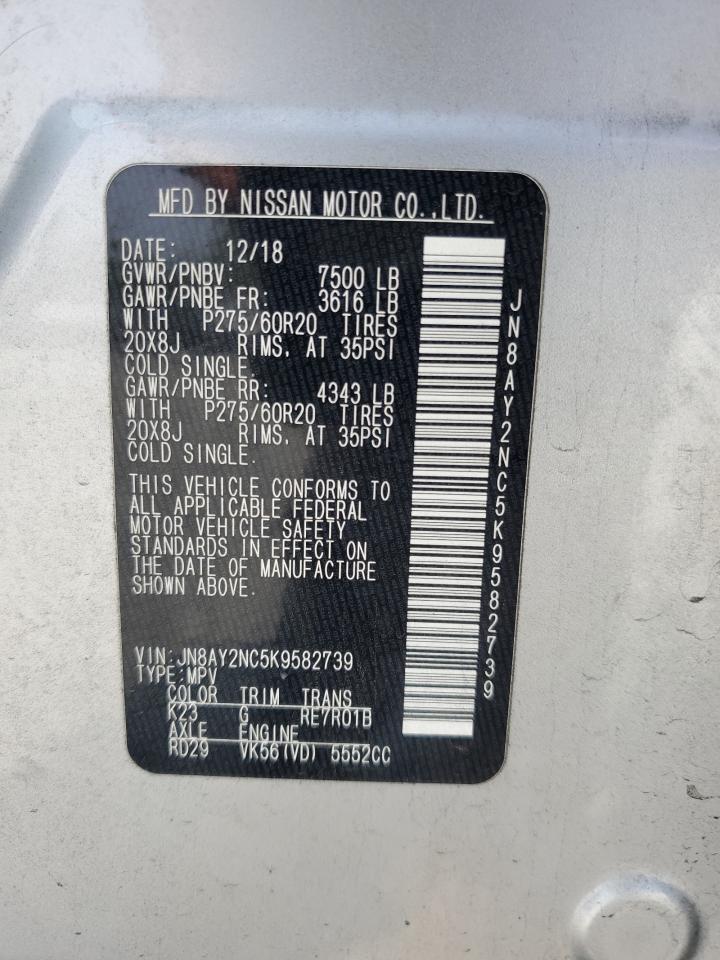 MFD BY NISSAN MOTOR CO.,LTD.
DATE: 12/18
GVWR/PNBV: 7500 LB
GAWR/PNBE FR: 3616 LB
WITH P275/60R20 TIRES
20X8J RIMS, AT 35PSI
COLD SINGLE.
GAWR/PNBE RR: 4343 LB
WITH P275/60R20 TIRES
20X8J RIMS, AT 35PSI
COLD SINGLE.
THIS VEHICLE CONFORMS TO
ALL APPLICABLE FEDERAL
MOTOR VEHICLE SAFETY
STANDARDS IN EFFECT ON
THE DATE OF MANUFACTURE
SHOWN ABOVE.
VIN:JN8AY2NC5K9582739
TYPE:MPV
COLOR TRIM TRANS
K23 G RE7R01B
AXLE ENGINE
RD29 VK56(VD) 5552CC
JN8AY2NC5K9582739